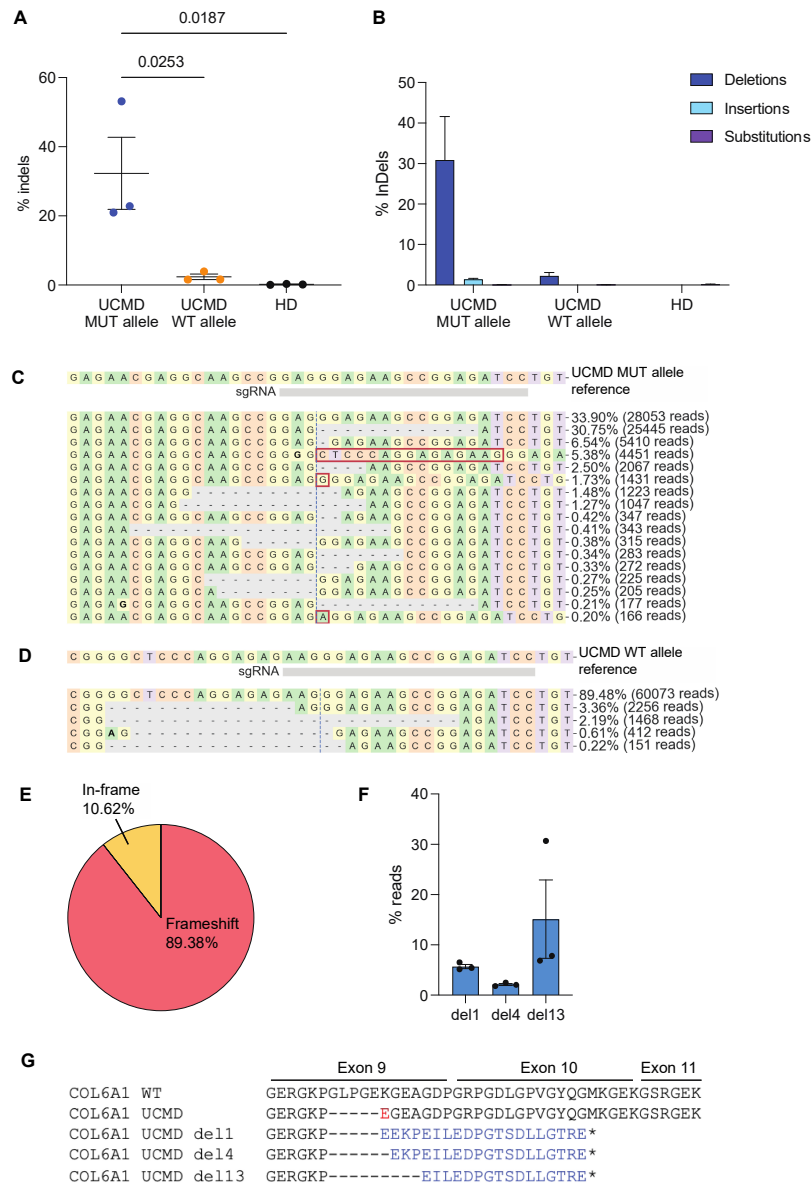 A
B
0.0187
0.0253
% indels
60
40
20
0
UCMD MUT allele
UCMD WT allele
HD
% InDels
50
40
30
20
10
0
UCMD MUT allele
UCMD WT allele
HD
Deletions
Insertions
Substitutions
C
G A G A A C G A G G C A A G C C G G A G G G A G A A G C C G G A G A T C C T G T - UCMD MUT allele reference
sgRNA
G A G A A C G A G G C A A G C C G G A G G G A G A A G C C G G A G A T C C T G T - 33.90% (28053 reads)
G A G A A C G A G G C A A G C C G G A G - - - - - - - - - - - - - A T C C T G T - 30.75% (25445 reads)
G A G A A C G A G G C A A G C C G G A G - G A G A A G C C G G A G A T C C T G T - 6.54% (5410 reads)
G A G A A C G A G G C A A G C C G G G G C T C C C A G G A G A G A A G G G A G A - 5.38% (4451 reads)
G A G A A C G A G G C A A G C C G G A G - - - - A A G C C G G A G A T C C T G T - 2.50% (2067 reads)
G A G A A C G A G G C A A G C C G G A G G G G A G A A G C C G G A G A T C C T G - 1.73% (1431 reads)
G A G A A C G A G G - - - - - - - - - - - - A G A A G C C G G A G A T C C T G T - 1.48% (1223 reads)
G A G A A C G A G - - - - - - - - - - - - - - - A A G C C G G A G A T C C T G T - 1.27% (1047 reads)
G A G A A C G A G G C A A G C C G G A G - - A G A A G C C G G A G A T C C T G T - 0.42% (347 reads)
G A G A A - - - - - - - - - - - - - - - - - - - - - G C C G G A G A T C C T G T - 0.41% (343 reads)
G A G A A C G A G G C A A G - - - - - - G G A G A A G C C G G A G A T C C T G T - 0.38% (315 reads)
G A G A A C G A G G C A A G C C G G A G - - - - - - - C C G G A G A T C C T G T - 0.34% (283 reads)
G A G A A C G A G G C - - - - - - - - - - - - - A A G C C G G A G A T C C T G T - 0.33% (272 reads)
G A G A A C G A G G C - - - - - - - - - G G A G A A G C C G G A G A T C C T G T - 0.27% (225 reads)
G A G A A C G A G G C A - - - - - - - - - G A G A A G C C G G A G A T C C T G T - 0.25% (205 reads)
G A G A G C G A G G C A A G C C G G A G - - - - - - - - - - - - - A T C C T G T - 0.21% (177 reads)
G A G A A C G A G G C A A G C C G G A G A G G A G A A G C C G G A G A T C C T G - 0.20% (166 reads)
D
C G G G G C T C C C A G G A G A G A A G G G A G A A G C C G G A G A T C C T G T - UCMD WT allele reference
sgRNA
C G G G G C T C C C A G G A G A G A A G G G A G A A G C C G G A G A T C C T G T - 89.48% (60073 reads)
C G G - - - - - - - - - - - - - - - A G G G A G A A G C C G G A G A T C C T G T - 3.36% (2256 reads)
C G G - - - - - - - - - - - - - - - - - - - - - - - - - - - - A G A T C C T G T - 2.19% (1468 reads)
C G G A G - - - - - - - - - - - - - - - - G A G A A G C C G G A G A T C C T G T - 0.61% (412 reads)
C G G - - - - - - - - - - - - - - - - - - G A G A A G C C G G A G A T C C T G T - 0.22% (151 reads)
E
In-frame
10.62%
Frameshift
89.38%
F
% reads
40
30
20
10
0
del1
del4
del13
G
Exon 9
Exon 10
Exon 11
COL6A1 WT GERGKPGLPGEKGEAGDPGRPGDLGPVGYQGMKGEKGSRGEK
COL6A1 UCMD GERGKP-----EGEAGDPGRPGDLGPVGYQGMKGEKGSRGEK
COL6A1 UCMD del1 GERGKP-----EEKPEILEDPGTSDLLGTRE*
COL6A1 UCMD del4 GERGKP------EKPEILEDPGTSDLLGTRE*
COL6A1 UCMD del13 GERGKP---------EILEDPGTSDLLGTRE*